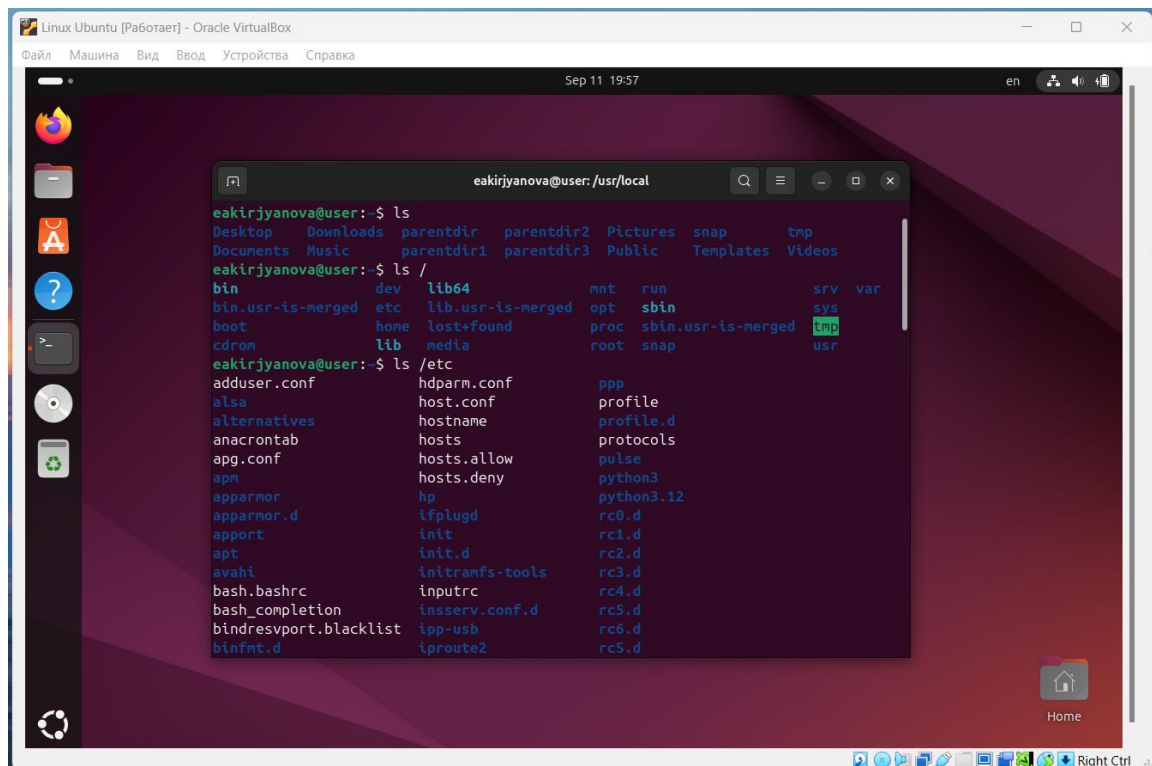 Linux Ubuntu [Работает] - Oracle VirtualBox
Файл Машина Вид Ввод Устройства Справка
Sep 11 19:57 en
eakirjyanova@user: /usr/local
eakirjyanova@user:~$ ls
Desktop Downloads parentdir parentdir2 Pictures snap tmp
Documents Music parentdir1 parentdir3 Public Templates Videos
eakirjyanova@user:~$ ls /
bin dev lib64 mnt run srv var
bin.usr-is-merged etc lib.usr-is-merged opt sbin sys
boot home lost+found proc sbin.usr-is-merged tmp
cdrom lib media root snap usr
eakirjyanova@user:~$ ls /etc
adduser.conf hdparm.conf ppp
alsa host.conf profile
alternatives hostname profile.d
anacrontab hosts protocols
apg.conf hosts.allow pulse
apm hosts.deny python3
apparmor hp python3.12
apparmor.d ifplugd rc0.d
apport init rc1.d
apt init.d rc2.d
avahi initramfs-tools rc3.d
bash.bashrc inputrc rc4.d
bash_completion insserv.conf.d rc5.d
bindresvport.blacklist ipp-usb rc6.d
binfmt.d iproute2 rcS.d
Home
Right Ctrl